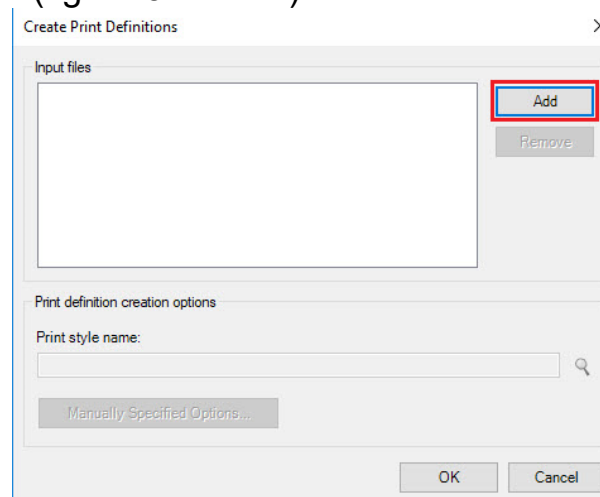 Create Print Definitions
Input files
Add
Remove
Print definition creation options
Print style name:
Manually Specified Options...
OK Cancel